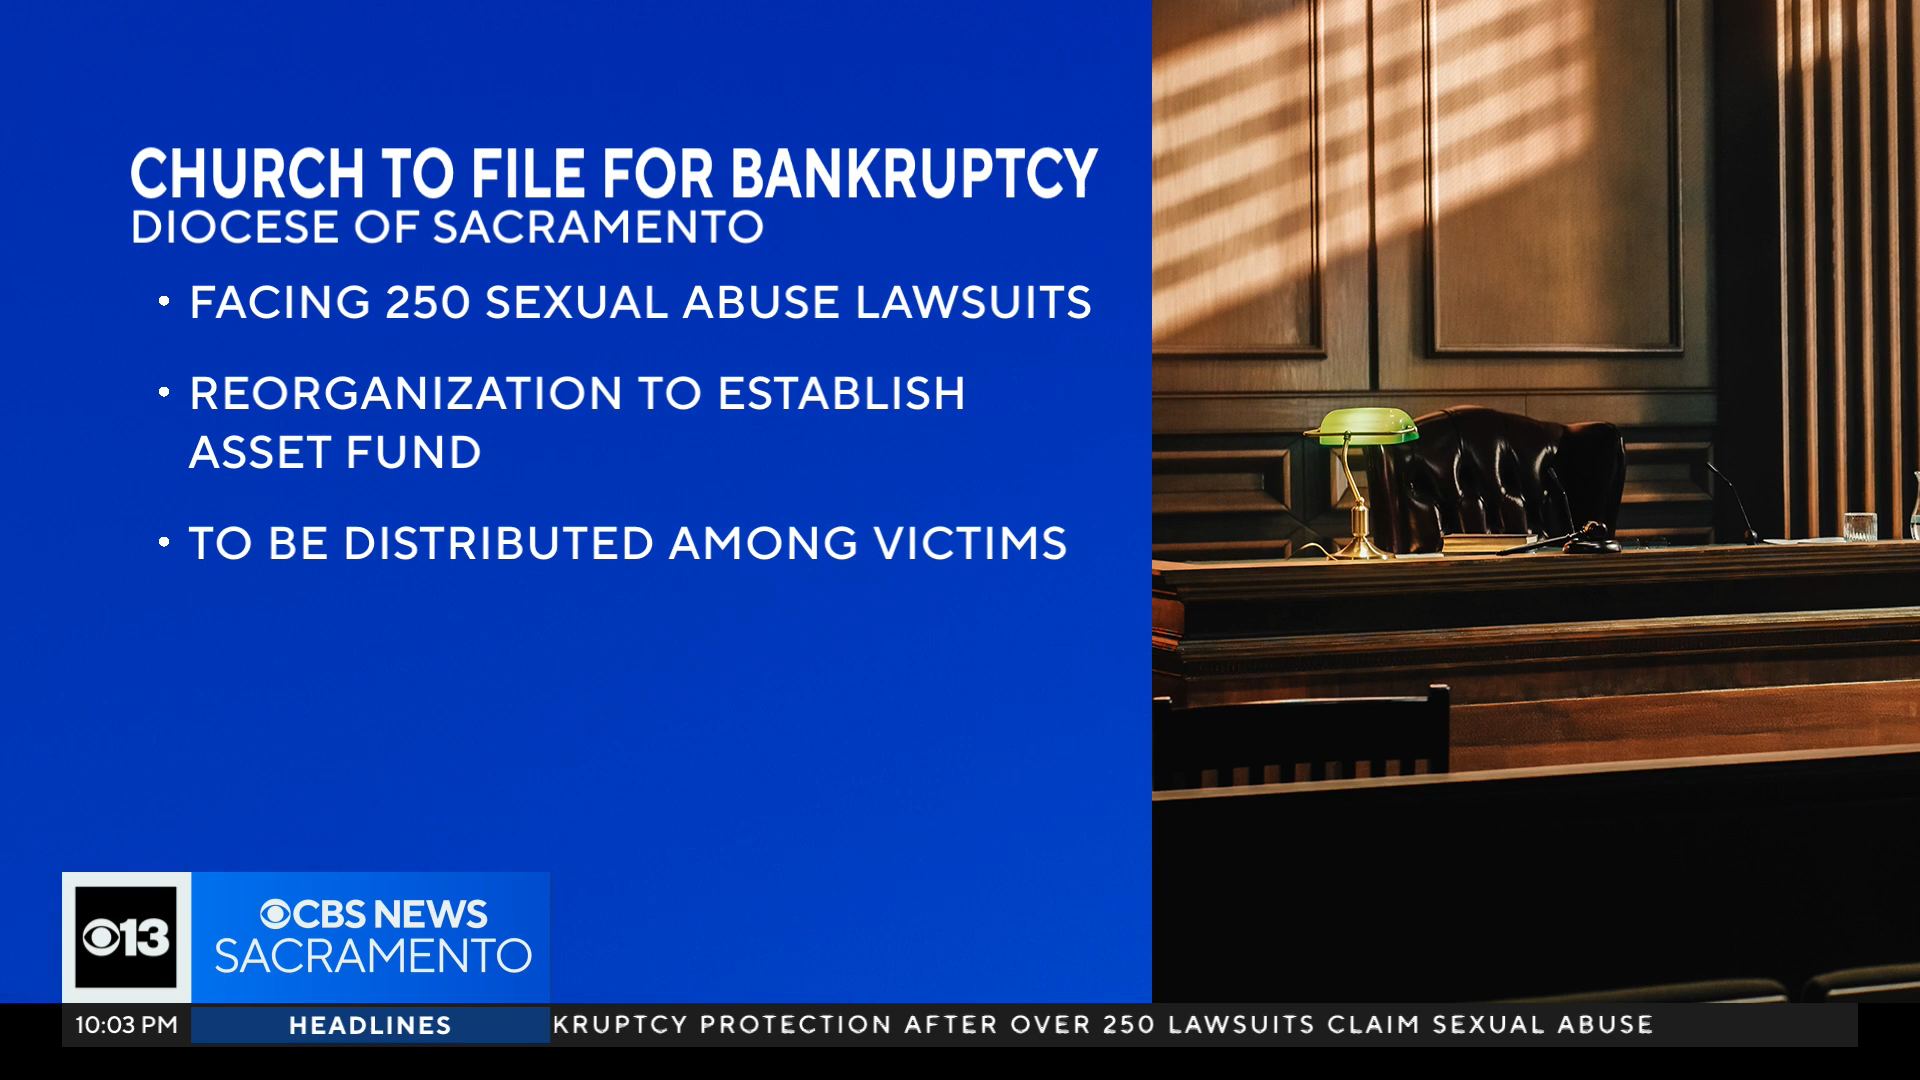 CHURCH TO FILE FOR BANKRUPTCY
DIOCESE OF SACRAMENTO
• FACING 250 SEXUAL ABUSE LAWSUITS
• REORGANIZATION TO ESTABLISH
ASSET FUND
• TO BE DISTRIBUTED AMONG VICTIMS
13
CBS NEWS
SACRAMENTO
10:03 PM
HEADLINES
KRUPTCY PROTECTION AFTER OVER 250 LAWSUITS CLAIM SEXUAL ABUSE